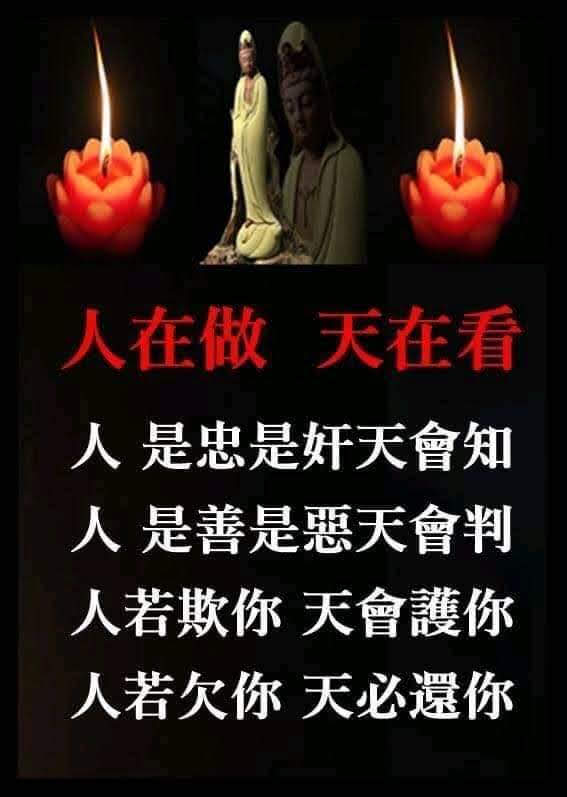 人在做 天在看
人 是忠是奸天會知
人 是善是惡天會判
人若欺你 天會護你
人若欠你 天必還你